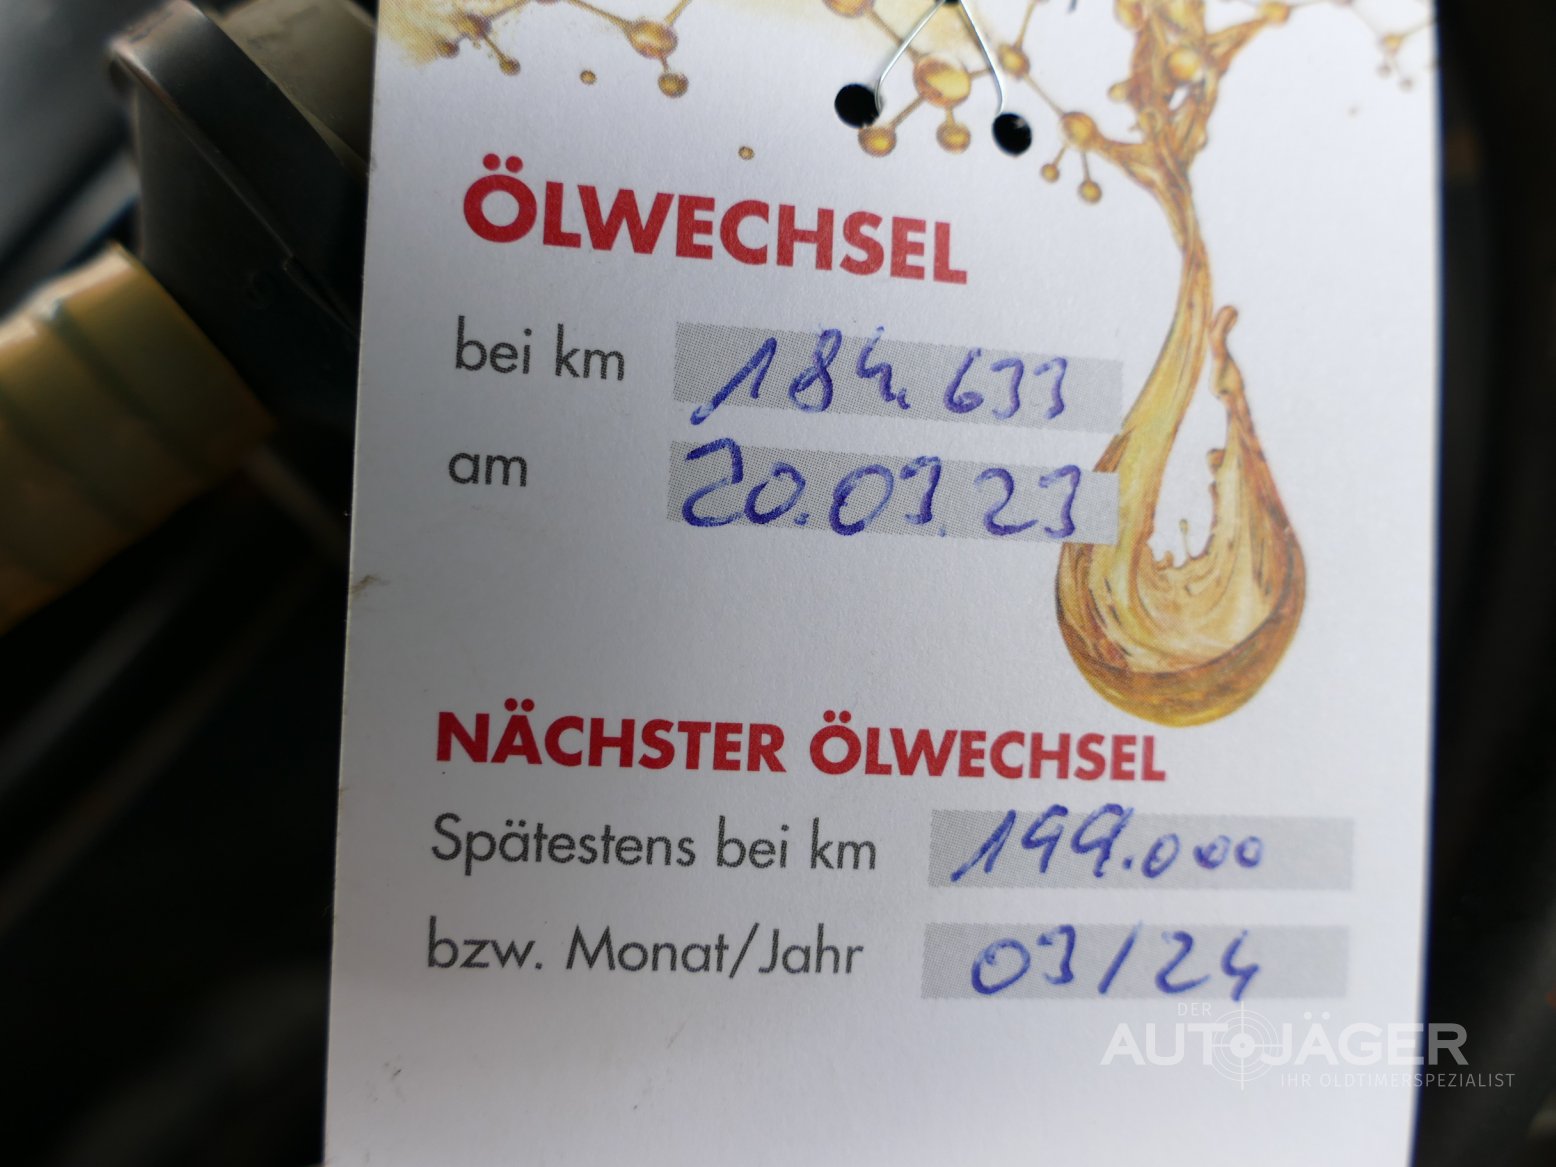 ÖLWECHSEL
bei km 184.633
am 20.03.23
NÄCHSTER ÖLWECHSEL
Spätestens bei km 199.000
bzw. Monat/Jahr 03/24
DER
AUTOJÄGER
IHR OLDTIMERSPEZIALIST